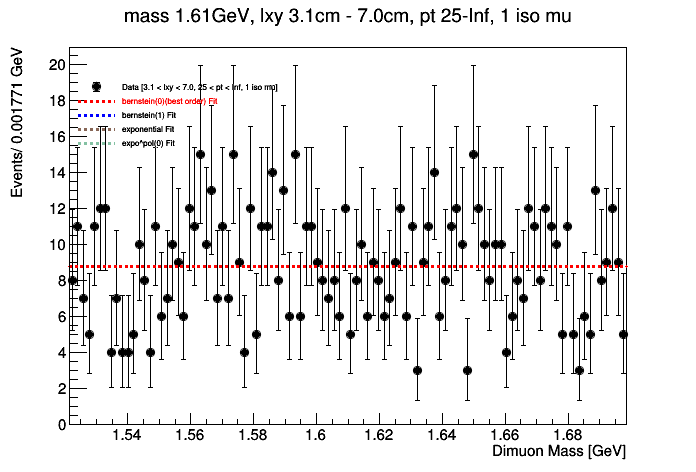 mass 1.61GeV, lxy 3.1cm - 7.0cm, pt 25-Inf, 1 iso mu
Events/ 0.001771 GeV
20
18
16
14
12
10
8
6
4
2
0
Data [3.1 < lxy < 7.0, 25 < pt < Inf, 1 iso mu]
bernstein(0)(best order) Fit
bernstein(1) Fit
exponential Fit
expo*pol(0) Fit
1.54 1.56 1.58 1.6 1.62 1.64 1.66 1.68
Dimuon Mass [GeV]